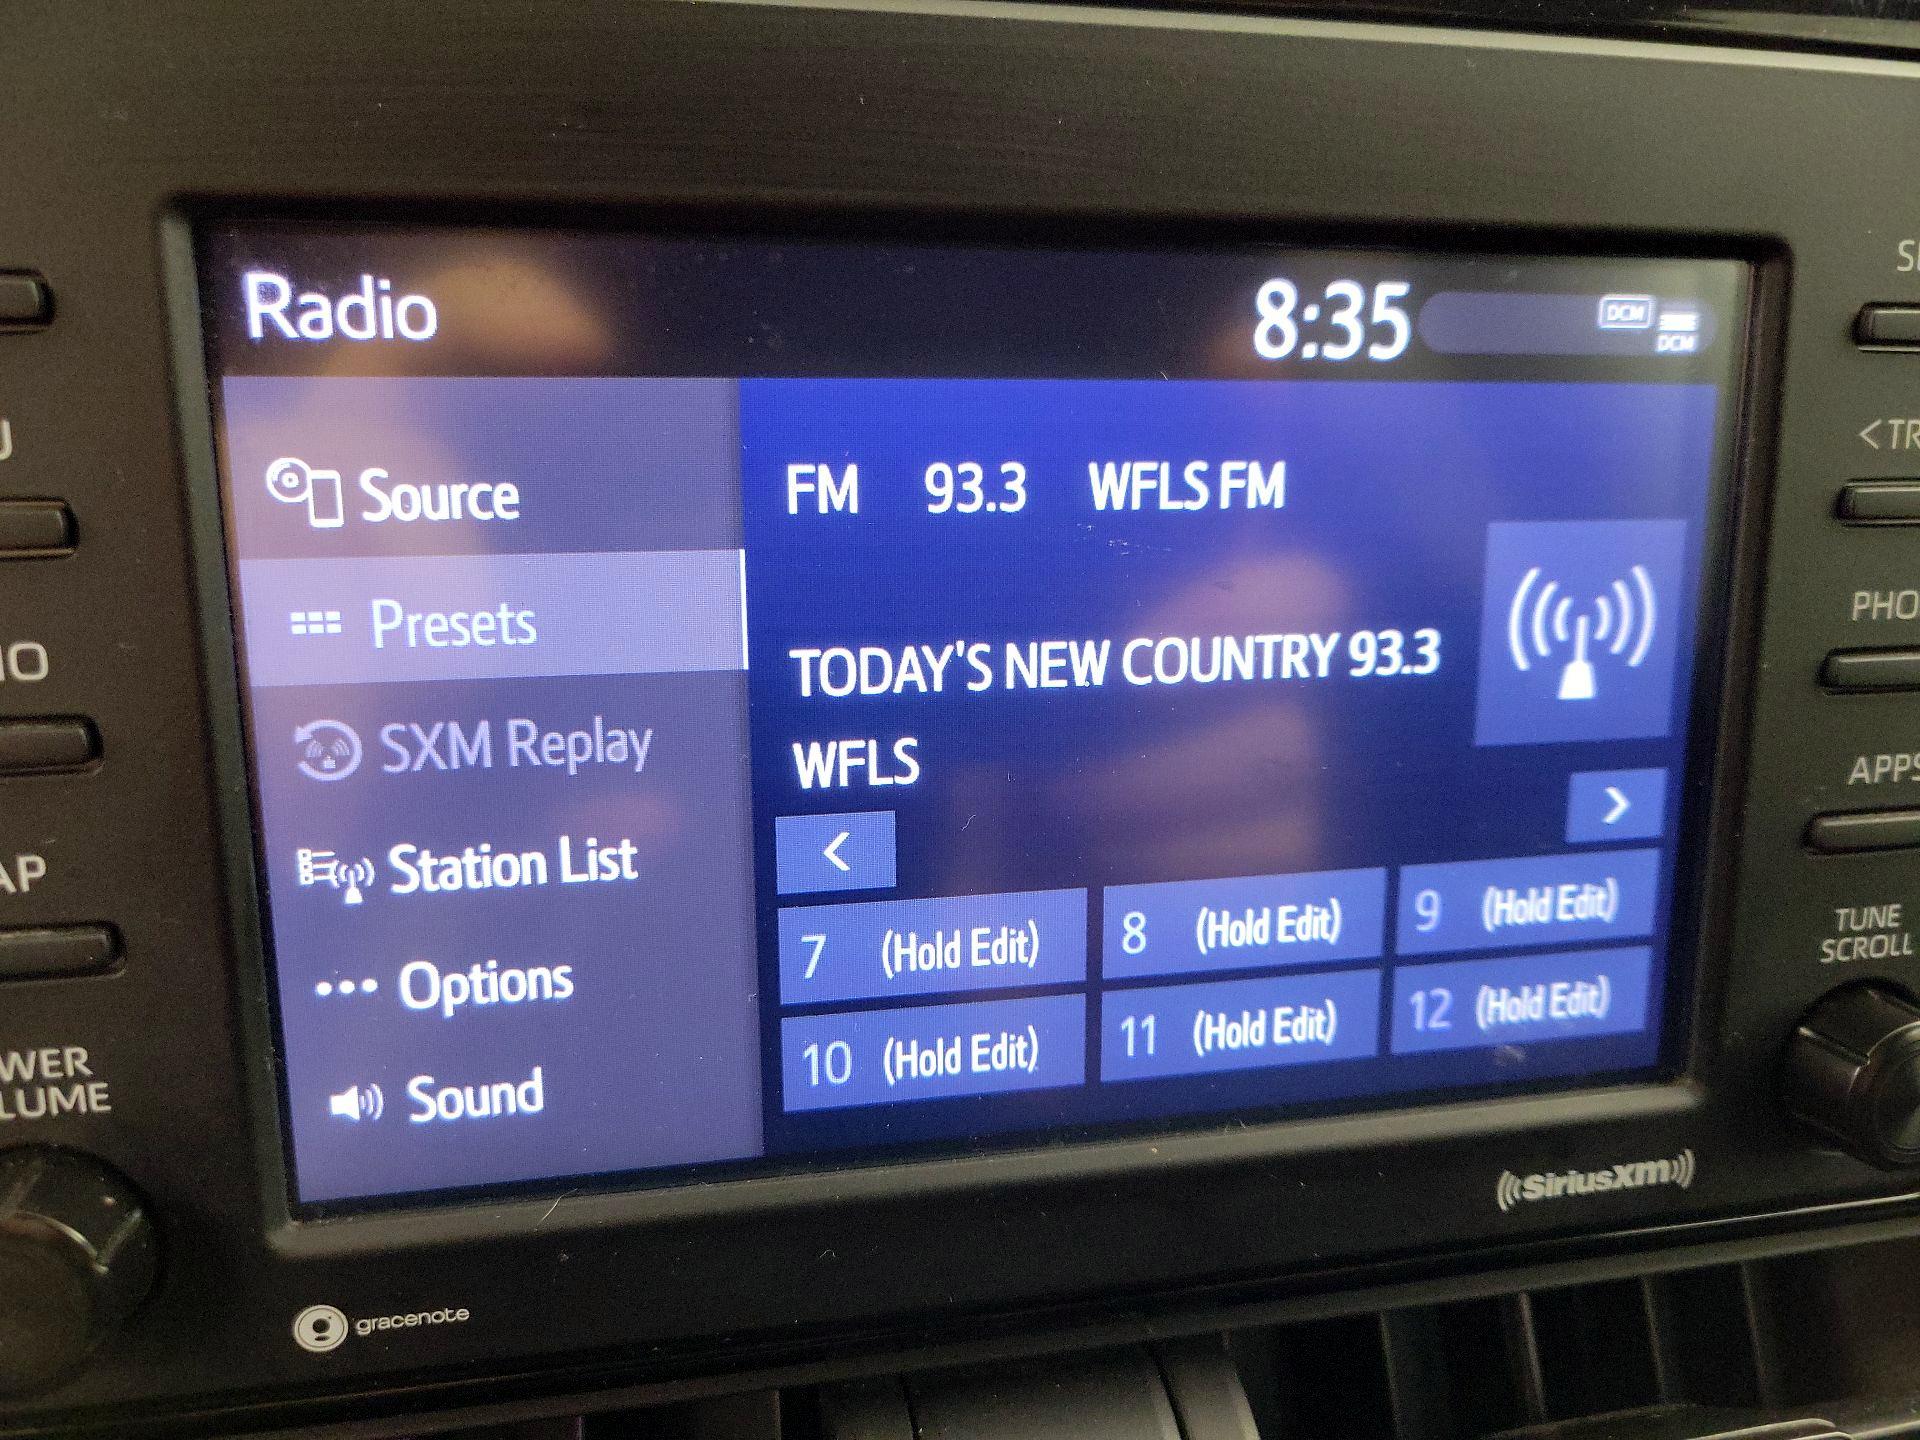 Radio
8:35
DCM
DCM
Source
Presets
SXM Replay
Station List
Options
Sound
FM 93.3 WFLS FM
TODAY'S NEW COUNTRY 93.3
WFLS
<
>
7 (Hold Edit)
8 (Hold Edit)
9 (Hold Edit)
10 (Hold Edit)
11 (Hold Edit)
12 (Hold Edit)
TUNE
SCROLL
SiriusXM
gracenote